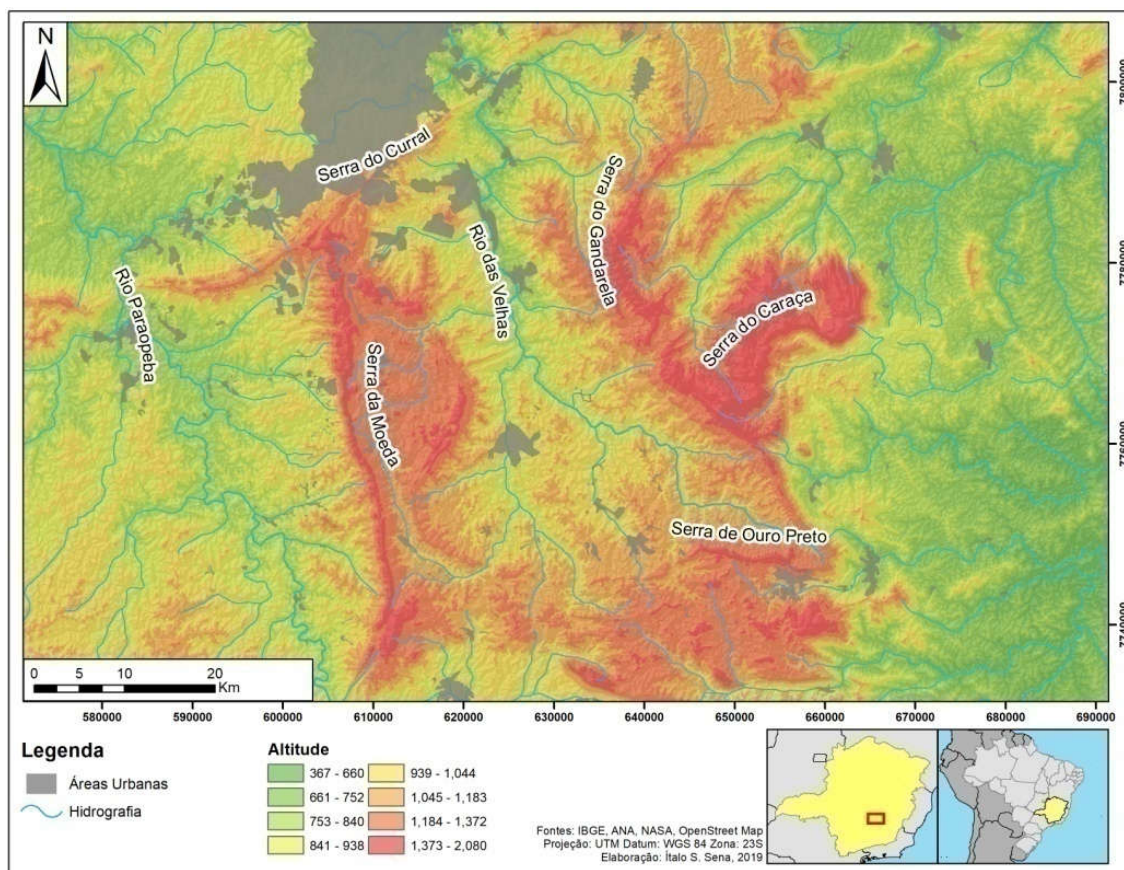 N
Serra do Curral
Serra do Gandarela
Rio das Velhas
Rio Paraopeba
Serra do Caraça
Serra da Moeda
Serra de Ouro Preto
7780000
7760000
7740000
0 5 10 20
Km
580000 590000 600000 610000 620000 630000 640000 650000 660000 670000 680000 690000
Legenda
Áreas Urbanas
Hidrografia
Altitude
367 - 660
661 - 752
753 - 840
841 - 938
939 - 1,044
1,045 - 1,183
1,184 - 1,372
1,373 - 2,080
Fontes: IBGE, ANA, NASA, OpenStreet Map
Projeção: UTM Datum: WGS 84 Zona: 23S
Elaboração: Ítalo S. Sena, 2019